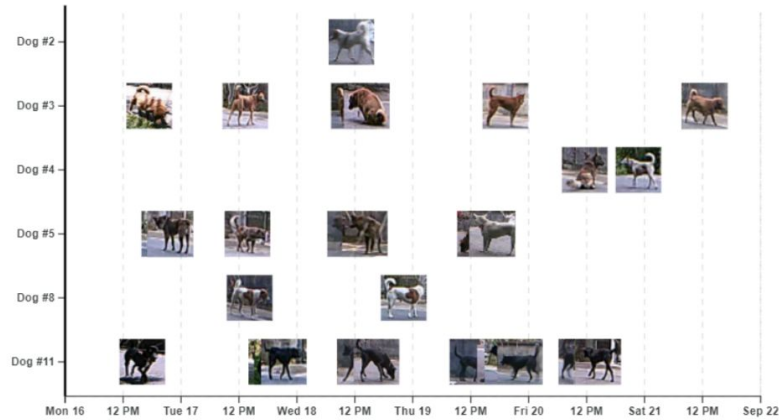 Dog #2
Dog #3
Dog #4
Dog #5
Dog #8
Dog #11
Mon 16 12 PM Tue 17 12 PM Wed 18 12 PM Thu 19 12 PM Fri 20 12 PM Sat 21 12 PM Sep 22